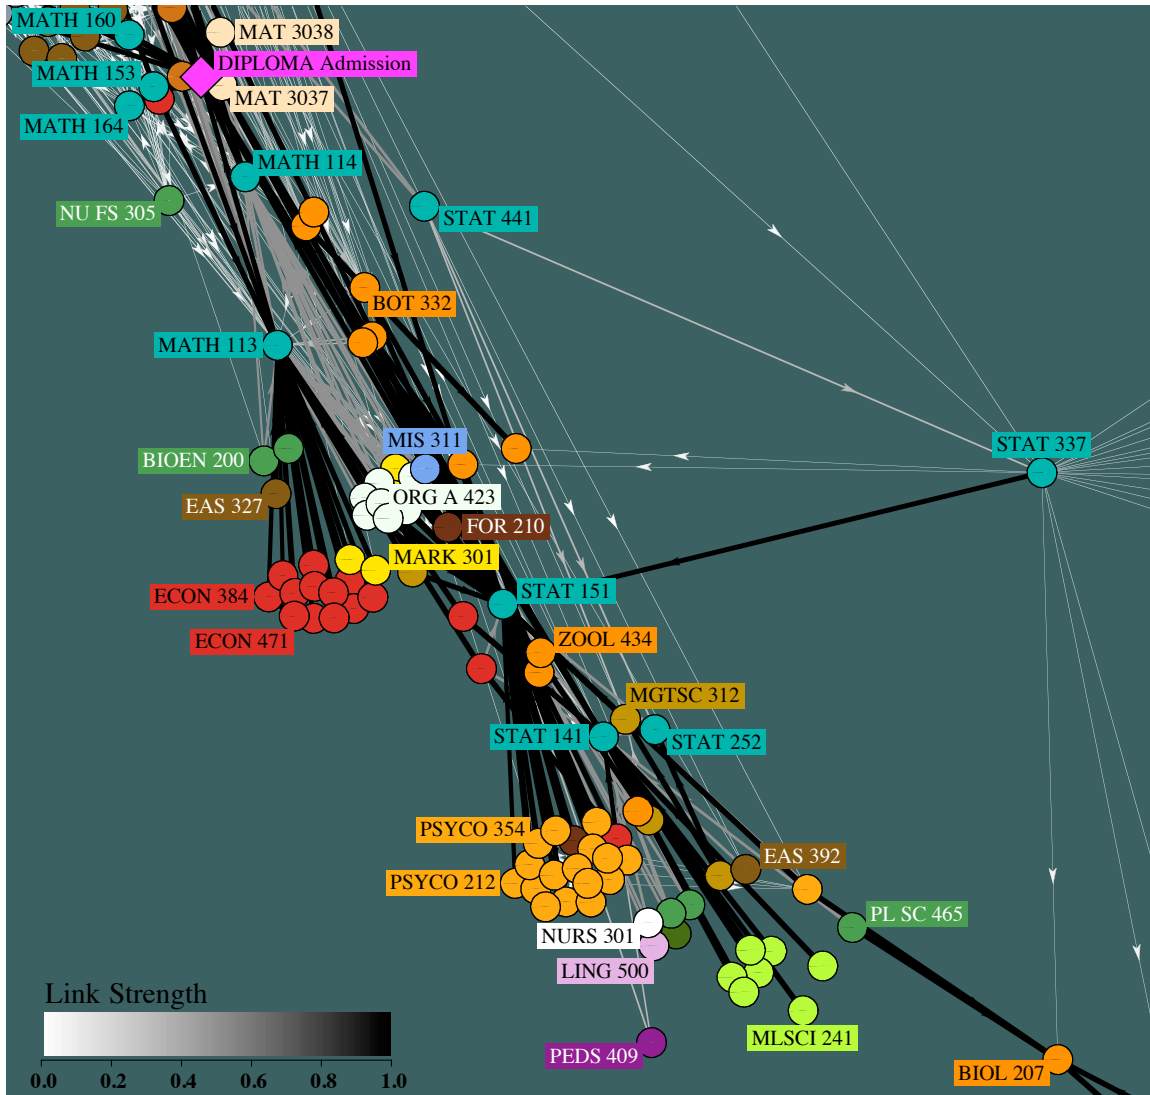 MATH 160
MAT 3038
DIPLOMA Admission
MATH 153
MAT 3037
MATH 164
MATH 114
NU FS 305
STAT 441
BOT 332
MATH 113
MIS 311
STAT 337
BIOEN 200
EAS 327
ORG A 423
FOR 210
MARK 301
ECON 384
STAT 151
ECON 471
ZOOL 434
MGTSC 312
STAT 141
STAT 252
PSYCO 354
EAS 392
PSYCO 212
PL SC 465
NURS 301
LING 500
Link Strength
MLSCI 241
PEDS 409
BIOL 207
0.0 0.2 0.4 0.6 0.8 1.0